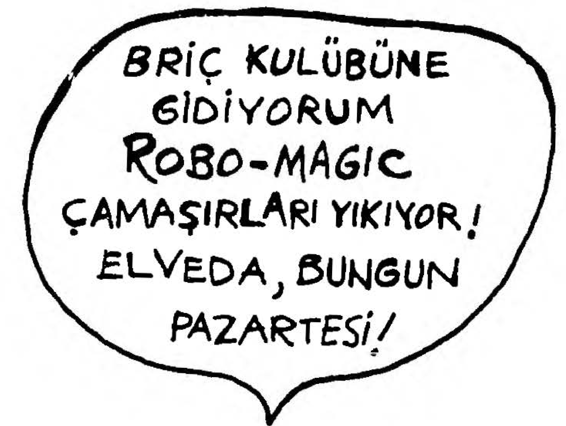 BRİÇ KULÜBÜNE
GİDİYORUM
ROBO-MAGIC
ÇAMAŞIRLARI YIKIYOR!
ELVEDA, BUNGUN
PAZARTESİ!